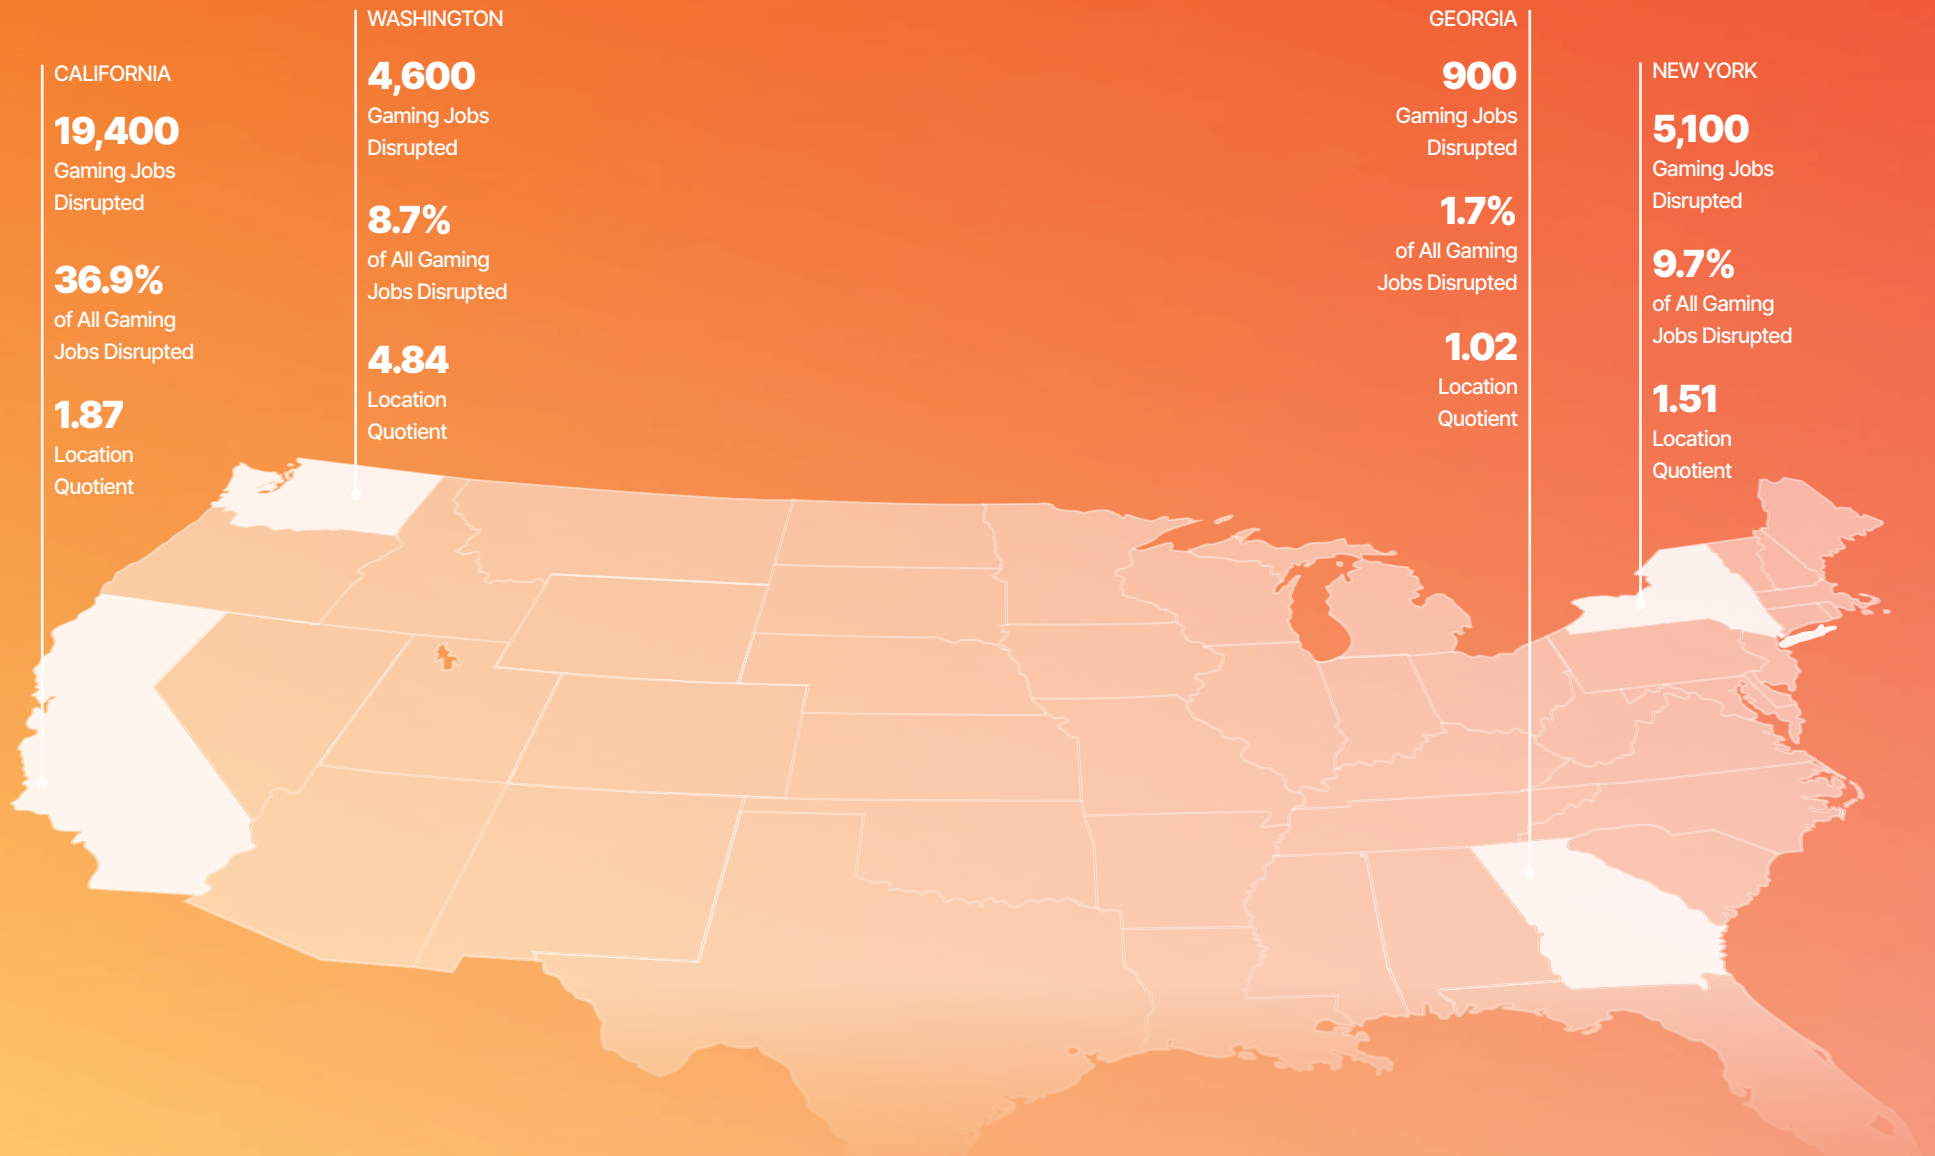 CALIFORNIA
19,400
Gaming Jobs
Disrupted
36.9%
of All Gaming
Jobs Disrupted
1.87
Location
Quotient
WASHINGTON
4,600
Gaming Jobs
Disrupted
8.7%
of All Gaming
Jobs Disrupted
4.84
Location
Quotient
GEORGIA
900
Gaming Jobs
Disrupted
1.7%
of All Gaming
Jobs Disrupted
1.02
Location
Quotient
NEW YORK
5,100
Gaming Jobs
Disrupted
9.7%
of All Gaming
Jobs Disrupted
1.51
Location
Quotient